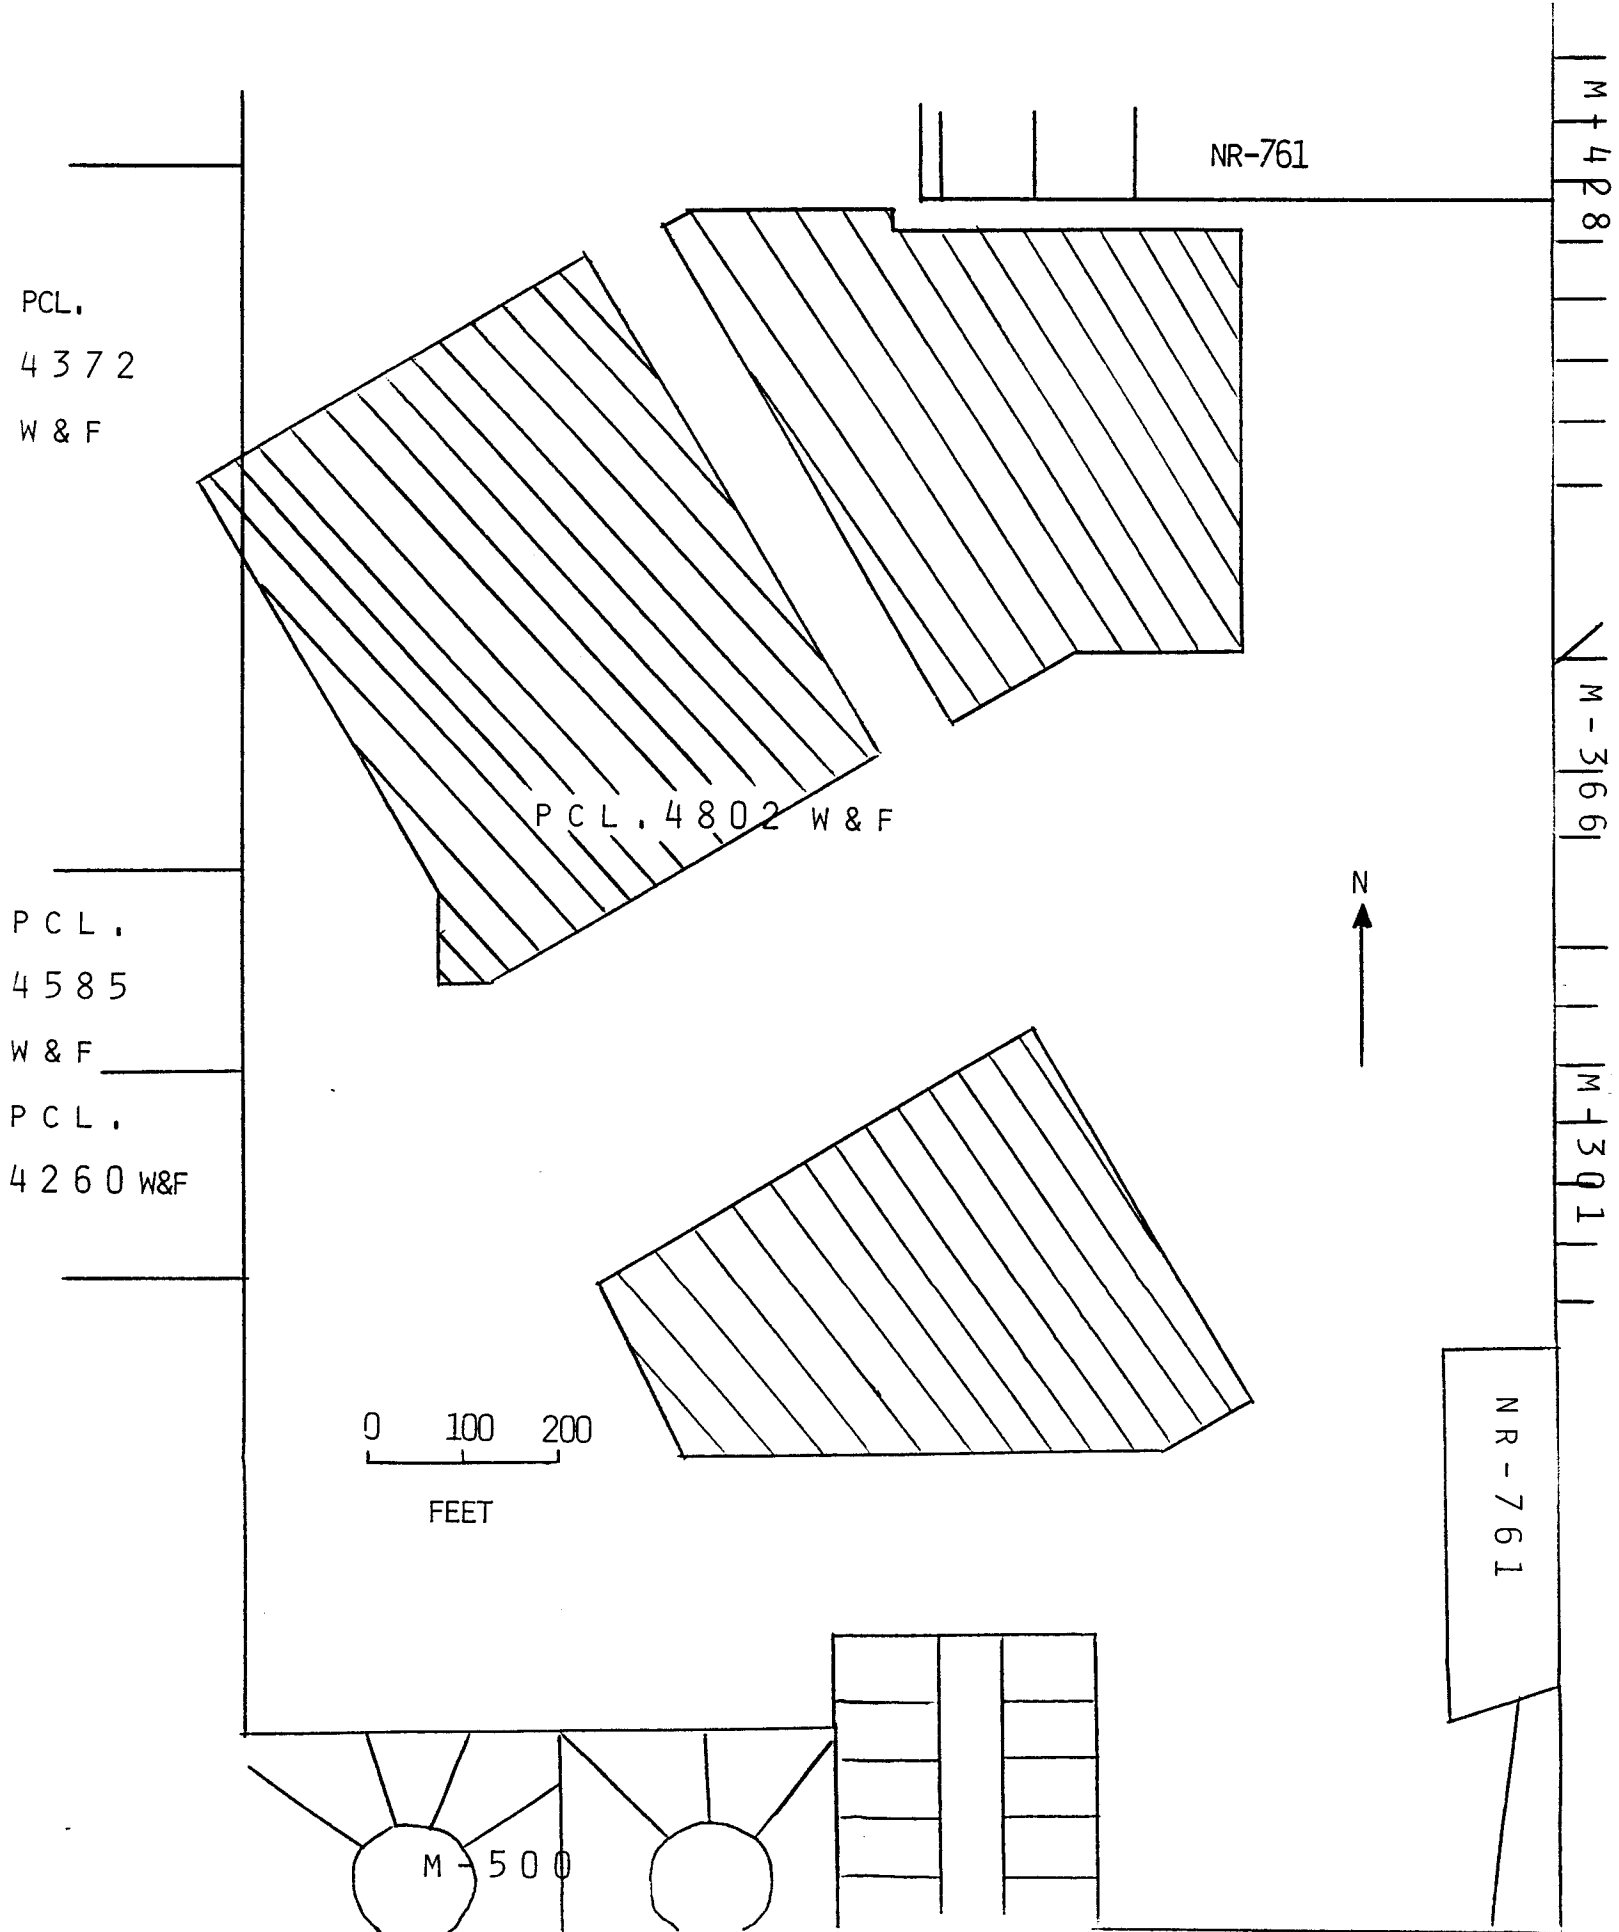 M-428
NR-761
PCL.
4372
W & F
M-366
PCL. 4802 W & F
N
PCL.
4585
W & F
PCL.
4260 W&F
M-301
0 100 200
FEET
NR-761
M-500